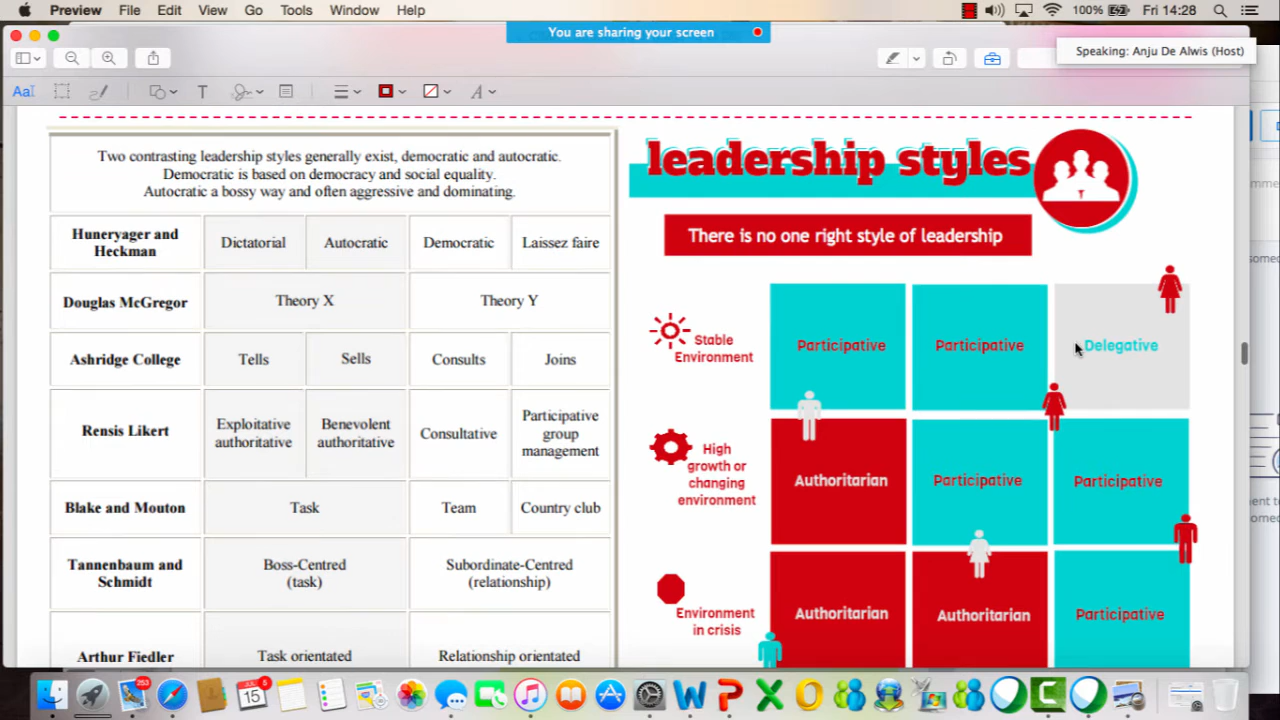 Preview File Edit View Go Tools Window Help
100% Fri 14:28
You are sharing your screen
Speaking: Anju De Alwis (Host)
Two contrasting leadership styles generally exist, democratic and autocratic.
Democratic is based on democracy and social equality.
Autocratic a bossy way and often aggressive and dominating.
Huneryager and
Heckman
Dictatorial
Autocratic
Democratic
Laissez faire
Douglas McGregor
Theory X
Theory Y
Ashridge College
Tells
Sells
Consults
Joins
Rensis Likert
Exploitative
authoritative
Benevolent
authoritative
Consultative
Participative
group
management
Blake and Mouton
Task
Team
Country club
Tannenbaum and
Schmidt
Boss-Centred
(task)
Subordinate-Centred
(relationship)
Arthur Fiedler
Task orientated
Relationship orientated
leadership styles
There is no one right style of leadership
Stable
Environment
Participative
Participative
Delegative
High
growth or
changing
environment
Authoritarian
Participative
Participative
Environment
in crisis
Authoritarian
Authoritarian
Participative
253
JUL
15
5